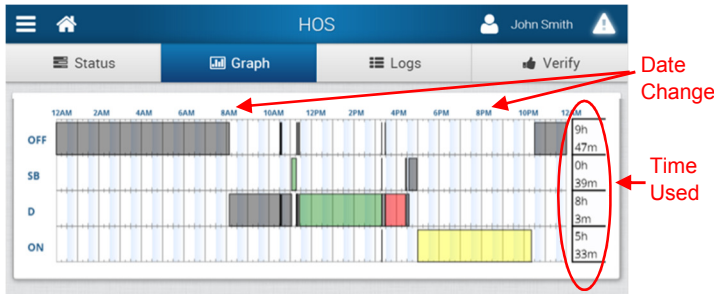 HOS
John Smith
Status
Graph
Logs
Verify
Date
Change
12AM 2AM 4AM 6AM 8AM 10AM 12PM 2PM 4PM 6PM 8PM 10PM 12AM
OFF
9h
47m
SB
0h
39m
Time
Used
D
8h
3m
ON
5h
33m